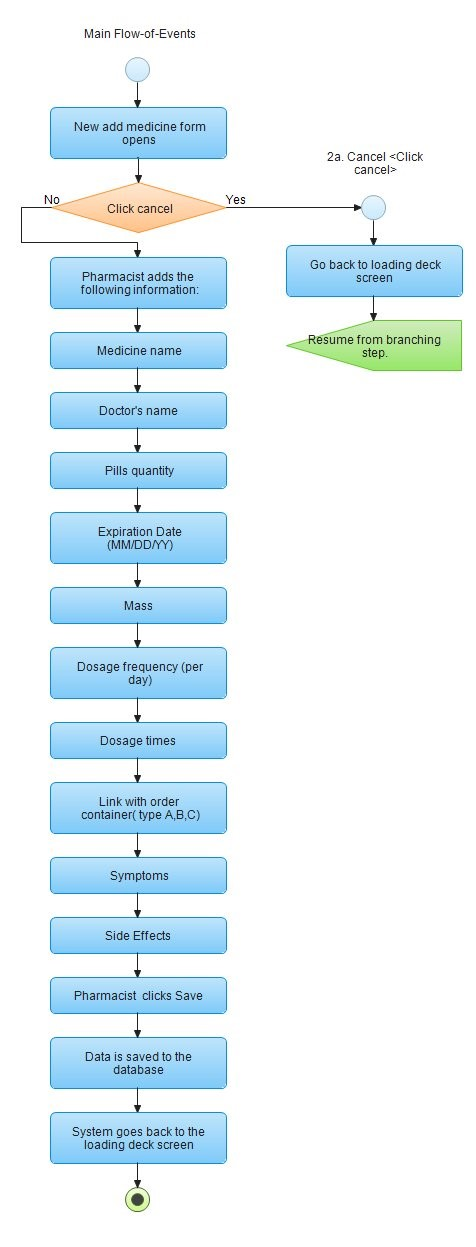 Main Flow-of-Events
New add medicine form
opens
2a. Cancel <Click
cancel>
No
Click cancel
Yes
Go back to loading deck
screen
Resume from branching
step.
Pharmacist adds the
following information:
Medicine name
Doctor's name
Pills quantity
Expiration Date
(MM/DD/YY)
Mass
Dosage frequency (per
day)
Dosage times
Link with order
container( type A,B,C)
Symptoms
Side Effects
Pharmacist  clicks Save
Data is saved to the
database
System goes back to the
loading deck screen